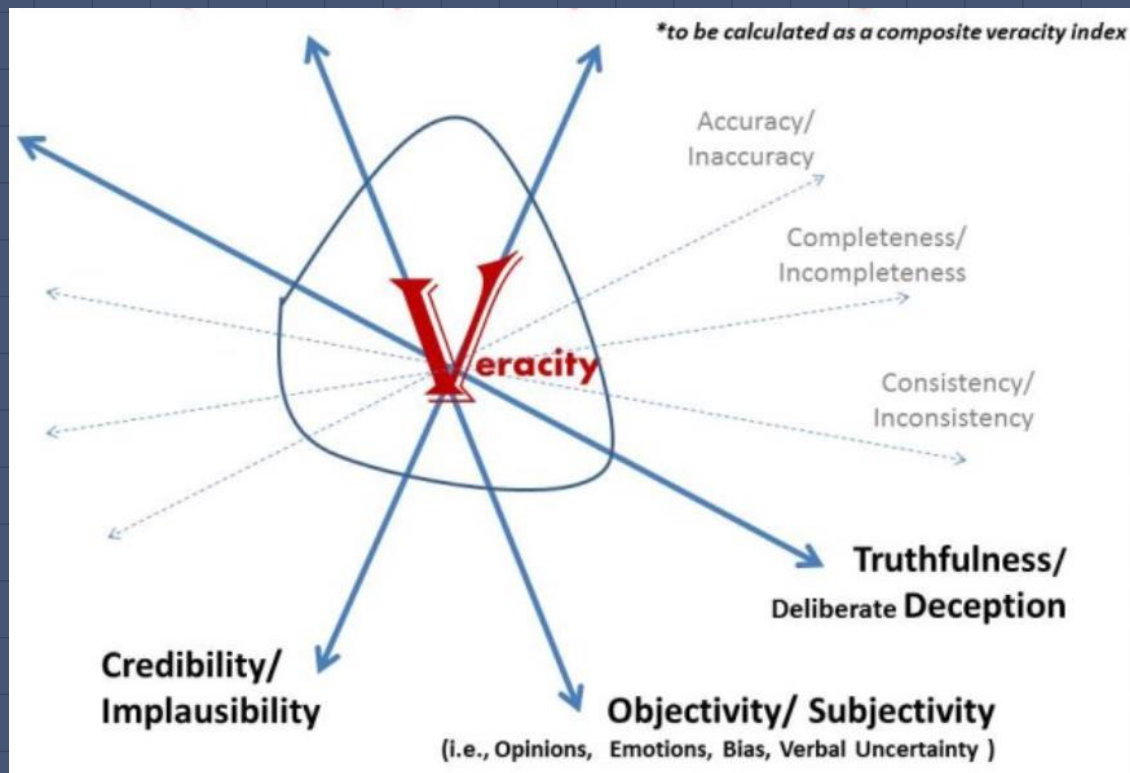 *to be calculated as a composite veracity index
Accuracy/
Inaccuracy
Completeness/
Incompleteness
Veracity
Consistency/
Inconsistency
Truthfulness/
Deliberate Deception
Credibility/
Implausibility
Objectivity/ Subjectivity
(i.e., Opinions, Emotions, Bias, Verbal Uncertainty )